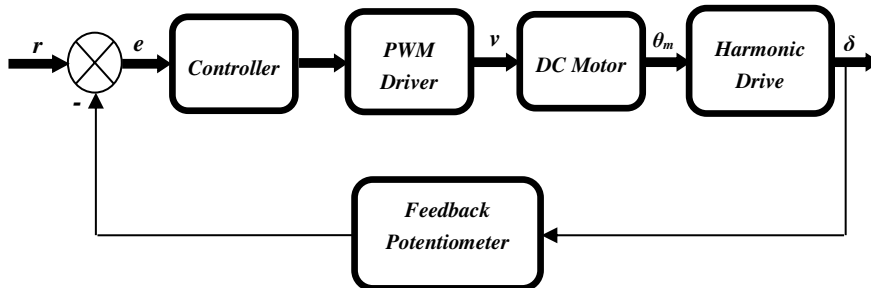 r
e
Controller
PWM
Driver
v
DC Motor
θm
Harmonic
Drive
δ
-
Feedback
Potentiometer